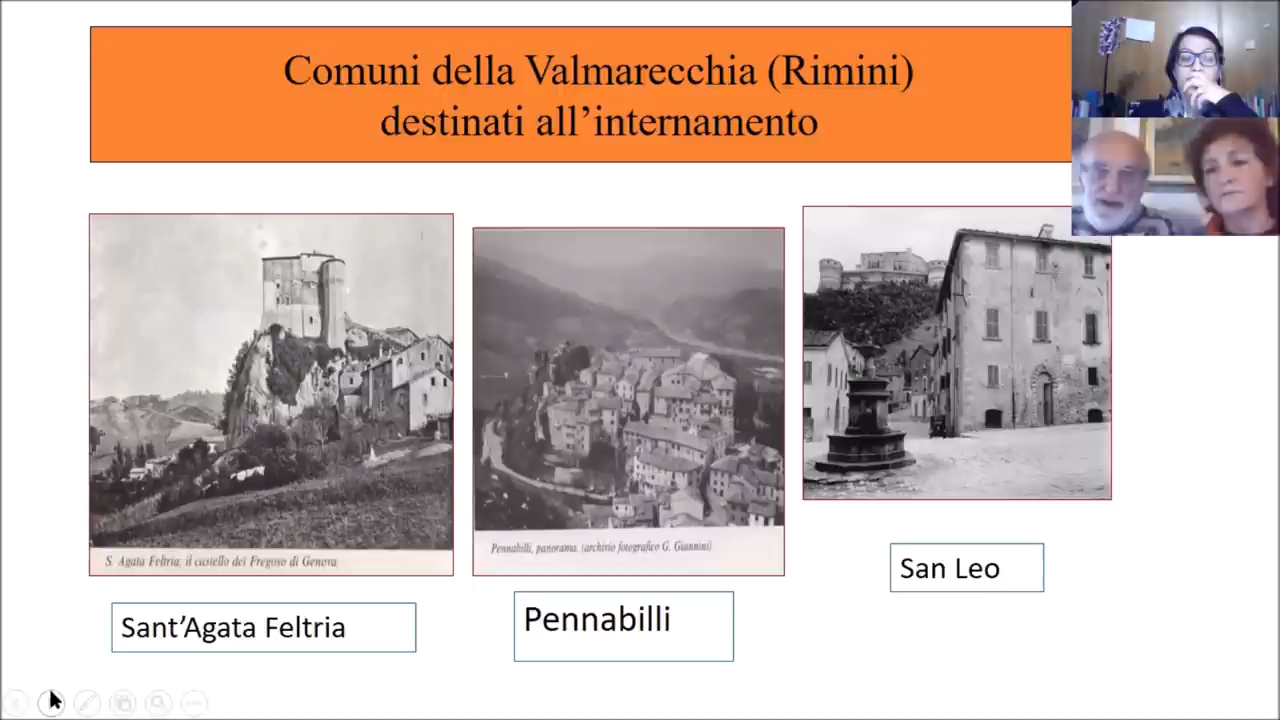 Comuni della Valmarecchia (Rimini)
destinati all’internamento
S. Agata Feltria, il castello dei Fregoso di Genova
Pennabilli, panorama. (archivio fotografico G. Giannini)
Sant’Agata Feltria
Pennabilli
San Leo